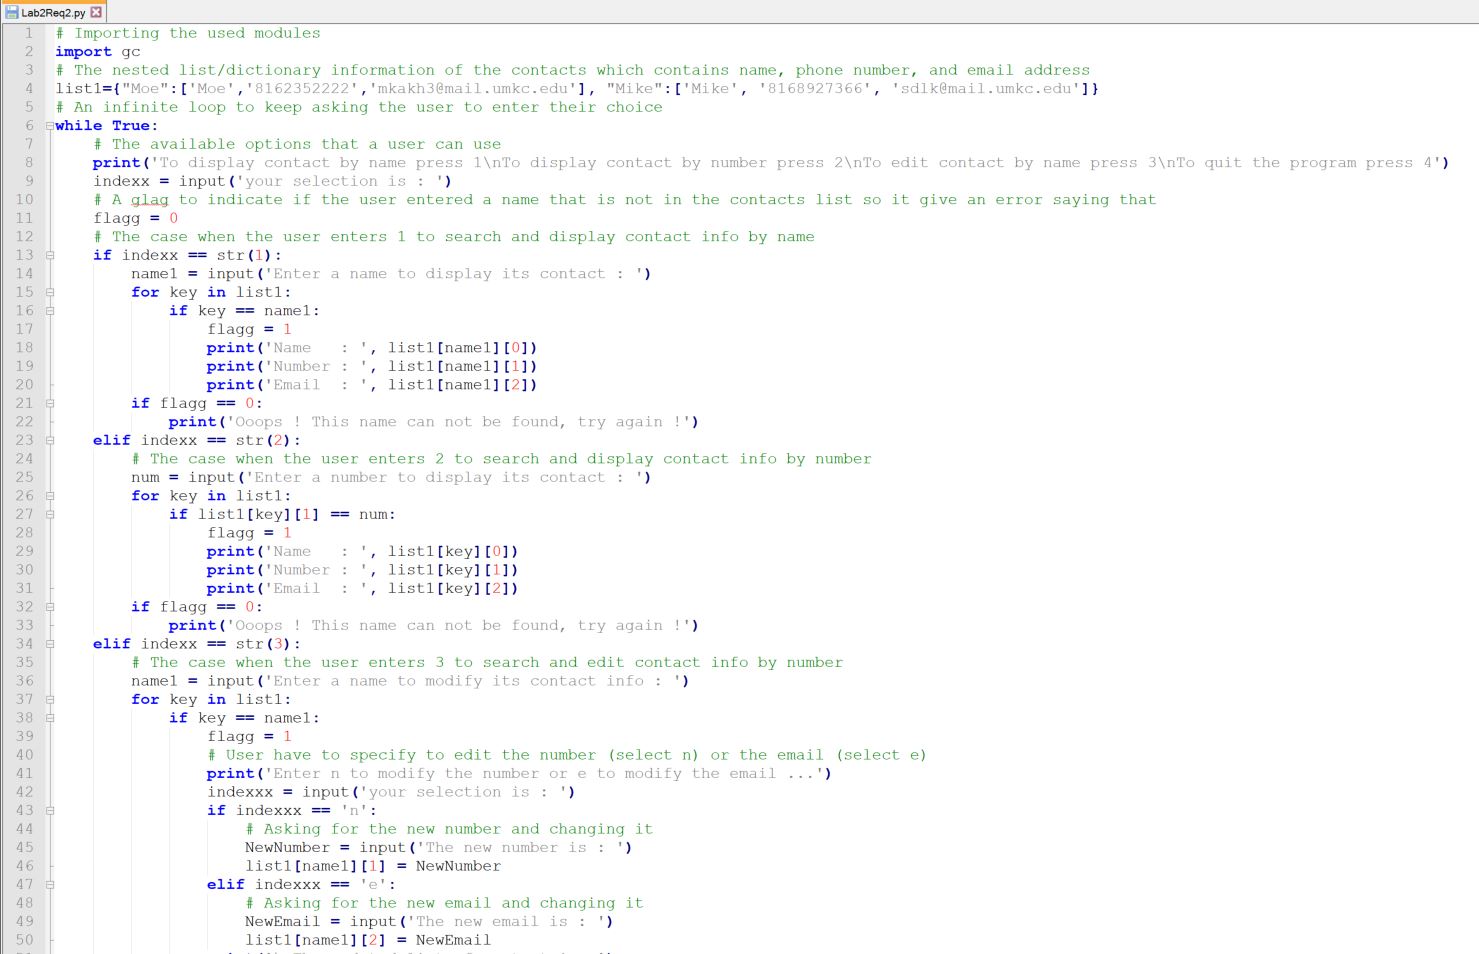 Lab2Req2.py
1 # Importing the used modules
2 import gc
3 # The nested list/dictionary information of the contacts which contains name, phone number, and email address
4 list1={"Moe":['Moe','8162352222','mkakh3@mail.umkc.edu'], "Mike":['Mike', '8168927366', 'sdlk@mail.umkc.edu']}
5 # An infinite loop to keep asking the user to enter their choice
6 while True:
7     # The available options that a user can use
8     print('To display contact by name press 1\nTo display contact by number press 2\nTo edit contact by name press 3\nTo quit the program press 4')
9     indexx = input('your selection is : ')
10     # A glag to indicate if the user entered a name that is not in the contacts list so it give an error saying that
11     flagg = 0
12     # The case when the user enters 1 to search and display contact info by name
13     if indexx == str(1):
14         name1 = input('Enter a name to display its contact : ')
15         for key in list1:
16             if key == name1:
17                 flagg = 1
18                 print('Name   : ', list1[name1][0])
19                 print('Number : ', list1[name1][1])
20                 print('Email  : ', list1[name1][2])
21         if flagg == 0:
22             print('Ooops ! This name can not be found, try again !')
23     elif indexx == str(2):
24         # The case when the user enters 2 to search and display contact info by number
25         num = input('Enter a number to display its contact : ')
26         for key in list1:
27             if list1[key][1] == num:
28                 flagg = 1
29                 print('Name   : ', list1[key][0])
30                 print('Number : ', list1[key][1])
31                 print('Email  : ', list1[key][2])
32         if flagg == 0:
33             print('Ooops ! This name can not be found, try again !')
34     elif indexx == str(3):
35         # The case when the user enters 3 to search and edit contact info by number
36         name1 = input('Enter a name to modify its contact info : ')
37         for key in list1:
38             if key == name1:
39                 flagg = 1
40                 # User have to specify to edit the number (select n) or the email (select e)
41                 print('Enter n to modify the number or e to modify the email ...')
42                 indexxx = input('your selection is : ')
43                 if indexxx == 'n':
44                     # Asking for the new number and changing it
45                     NewNumber = input('The new number is : ')
46                     list1[name1][1] = NewNumber
47                 elif indexxx == 'e':
48                     # Asking for the new email and changing it
49                     NewEmail = input('The new email is : ')
50                     list1[name1][2] = NewEmail